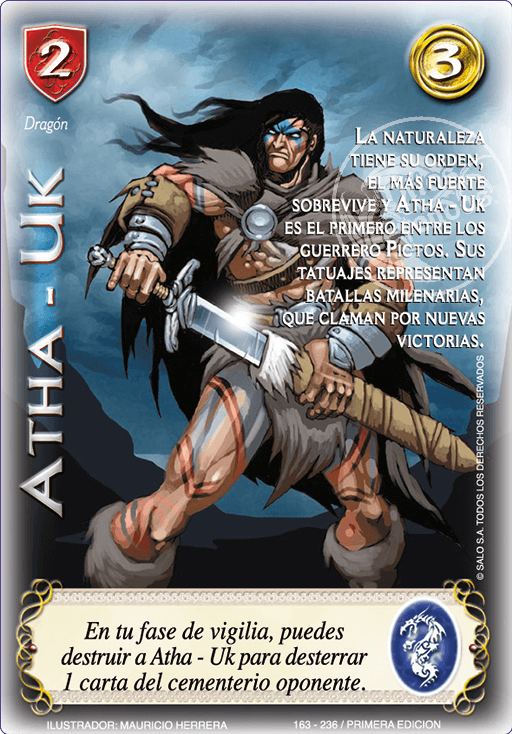 2
3
Dragón
ATHA - UK
LA NATURALEZA
TIENE SU ORDEN,
EL MÁS FUERTE
SOBREVIVE Y ATHA - UK
ES EL PRIMERO ENTRE LOS
GUERRERO PICTOS. SUS
TATUAJES REPRESENTAN
BATALLAS MILENARIAS,
QUE CLAMAN POR NUEVAS
VICTORIAS.
© SALO S.A. TODOS LOS DERECHOS RESERVADOS
En tu fase de vigilia, puedes
destruir a Atha - Uk para desterrar
1 carta del cementerio oponente.
ILUSTRADOR: MAURICIO HERRERA
163 - 236 / PRIMERA EDICION